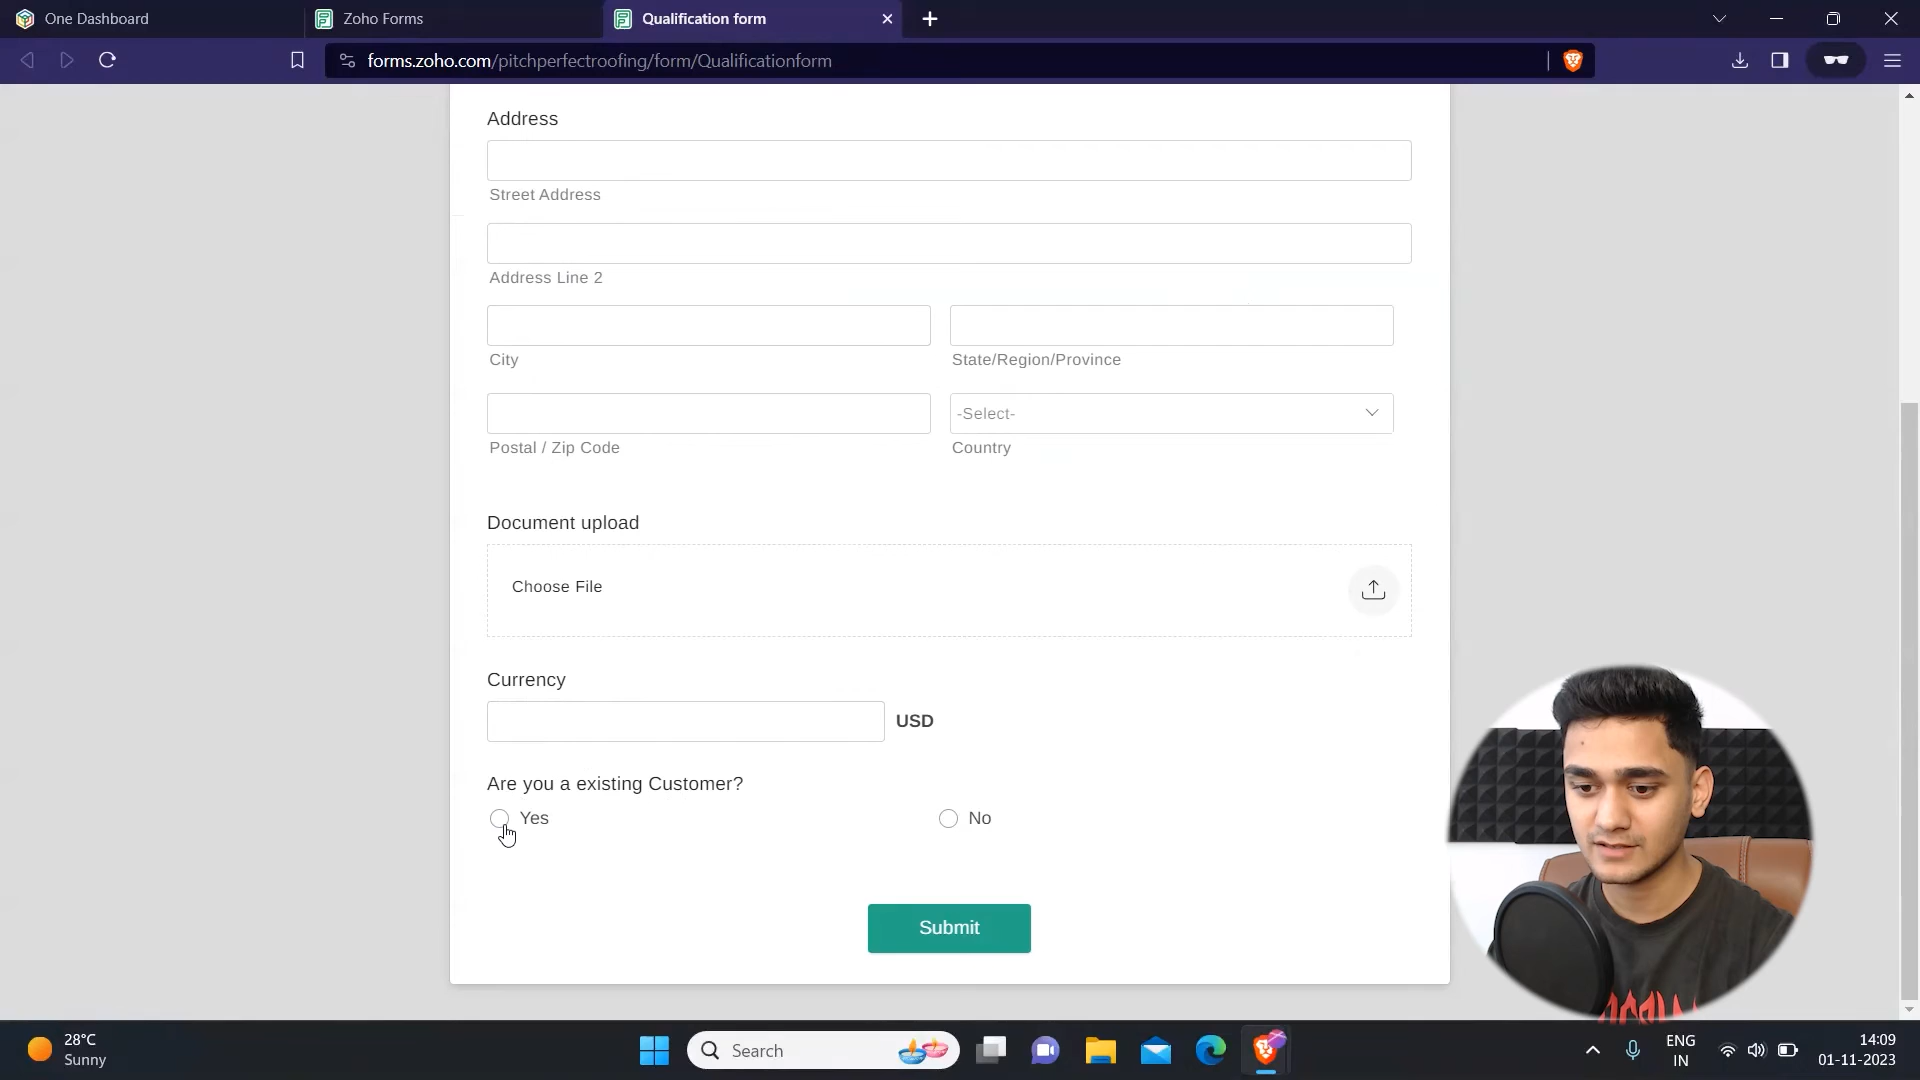 One Dashboard
Zoho Forms
Qualification form
forms.zoho.com/pitchperfectroofing/form/Qualificationform
Address
Street Address
Address Line 2
City
State/Region/Province
-Select-
Postal / Zip Code
Country
Document upload
Choose File
Currency
USD
Are you a existing Customer?
Yes
No
Submit
28°C
Sunny
Search
ENG
IN
14:09
01-11-2023